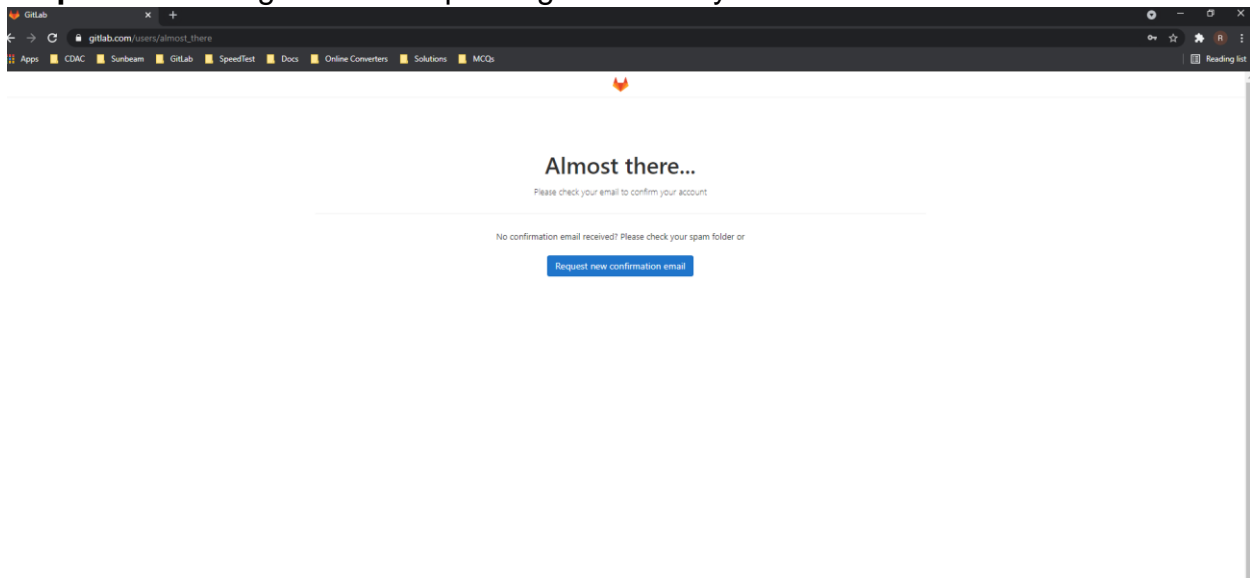 GitLab
gitlab.com/users/almost_there
R
Apps CDAC Sunbeam GitLab SpeedTest Docs Online Converters Solutions MCQs Reading list
Almost there...
Please check your email to confirm your account
No confirmation email received? Please check your spam folder or
Request new confirmation email